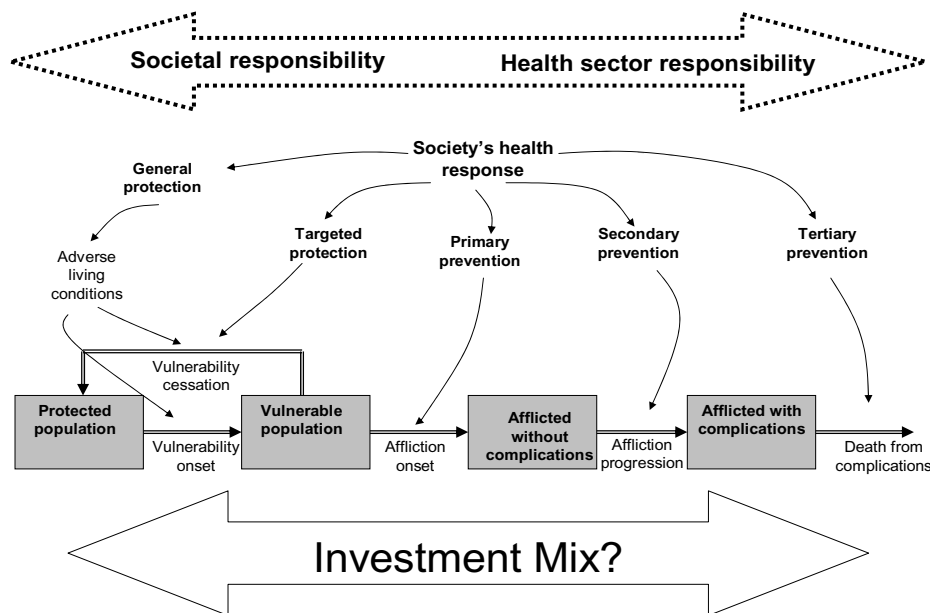 Societal responsibility
Health sector responsibility
Society's health
response
General
protection
Targeted
protection
Primary
prevention
Secondary
prevention
Tertiary
prevention
Adverse
living
conditions
Vulnerability
cessation
Protected
population
Vulnerability
onset
Vulnerable
population
Affliction
onset
Afflicted
without
complications
Affliction
progression
Afflicted with
complications
Death from
complications
Investment Mix?